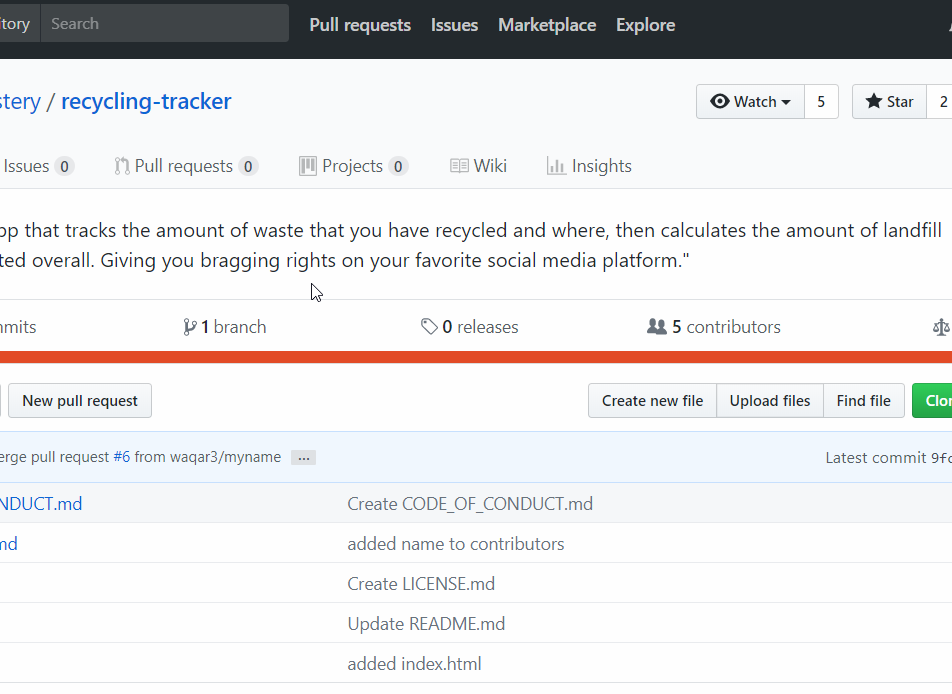 tory Search Pull requests Issues Marketplace Explore
stery / recycling-tracker Watch 5 Star 2
Issues 0 Pull requests 0 Projects 0 Wiki Insights
pp that tracks the amount of waste that you have recycled and where, then calculates the amount of landfill
ted overall. Giving you bragging rights on your favorite social media platform."
mits 1 branch 0 releases 5 contributors
New pull request Create new file Upload files Find file Clon
erge pull request #6 from waqar3/myname ... Latest commit 9fc
NDUCT.md Create CODE_OF_CONDUCT.md
md added name to contributors
Create LICENSE.md
Update README.md
added index.html